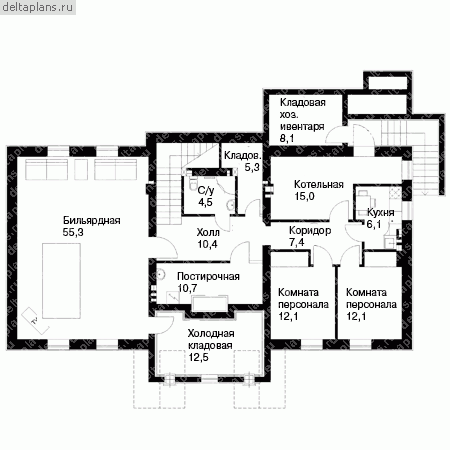 deltaplans.ru
Кладовая
хоз.
ивентаря
8,1
Кладов.
5,3
С/у
4,5
Котельная
15,0
Кухня
6,1
Бильярдная
55,3
Холл
10,4
Коридор
7,4
Постирочная
10,7
Комната
персонала
12,1
Комната
персонала
12,1
Холодная
кладовая
12,5